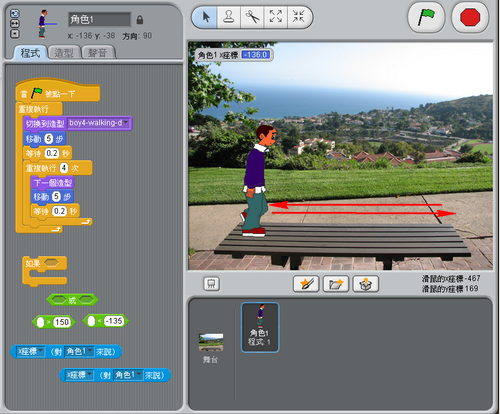 角色1
x: -136 y: -38 方向: 90
程式 造型 聲音
當 被點一下
重複執行
切換到造型 boy4-walking-d
移動 5 步
等待 0.2 秒
重複執行 4 次
下一個造型
移動 5 步
等待 0.2 秒
如果
或
> 150
< -135
x座標 (對 角色1 來說)
x座標 (對 角色1 來說)
角色1 x座標 -136.0
滑鼠的x座標 -467
滑鼠的y座標 169
舞台
角色1
程式: 1